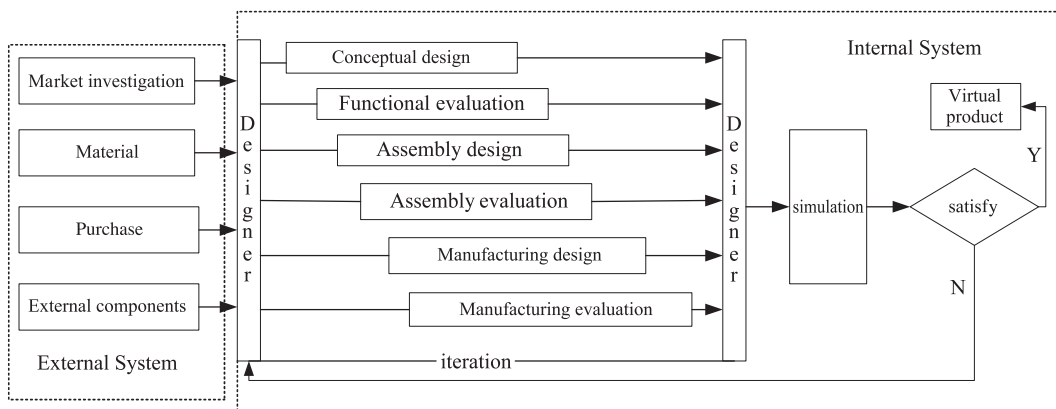 Internal System
Market investigation
Material
Purchase
External components
External System
Designer
Conceptual design
Functional evaluation
Assembly design
Assembly evaluation
Manufacturing design
Manufacturing evaluation
iteration
Designer
simulation
satisfy
Virtual
product
Y
N